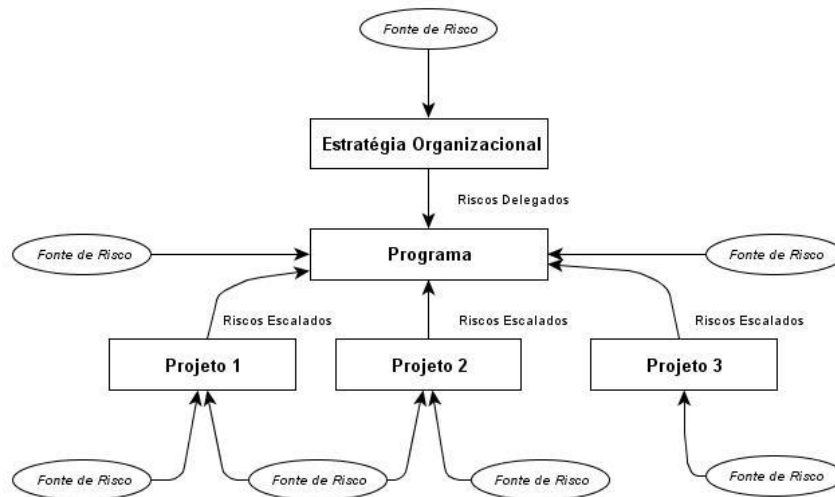 Fonte de Risco
Estratégia Organizacional
Riscos Delegados
Fonte de Risco
Programa
Fonte de Risco
Riscos Escalados
Riscos Escalados
Riscos Escalados
Projeto 1
Projeto 2
Projeto 3
Fonte de Risco
Fonte de Risco
Fonte de Risco
Fonte de Risco